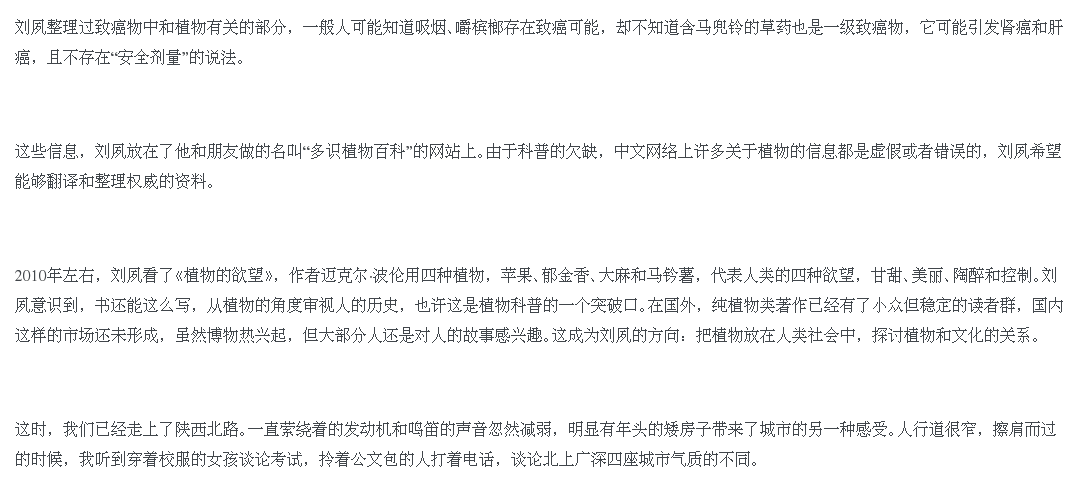 刘夙整理过致癌物中和植物有关的部分，一般人可能知道吸烟、嚼槟榔存在致癌可能，却不知道含马兜铃的草药也是一级致癌物，它可能引发肾癌和肝
癌，且不存在“安全剂量”的说法。
这些信息，刘夙放在了他和朋友做的名叫“多识植物百科”的网站上。由于科普的欠缺，中文网络上许多关于植物的信息都是虚假或者错误的，刘夙希望
能够翻译和整理权威的资料。
2010年左右，刘夙看了《植物的欲望》，作者迈克尔·波伦用四种植物，苹果、郁金香、大麻和马铃薯，代表人类的四种欲望，甘甜、美丽、陶醉和控制。刘
夙意识到，书还能这么写，从植物的角度审视人的历史，也许这是植物科普的一个突破口。在国外，纯植物类著作已经有了小众但稳定的读者群，国内
这样的市场还未形成，虽然博物热兴起，但大部分人还是对人的故事感兴趣。这成为刘夙的方向：把植物放在人类社会中，探讨植物和文化的关系。
这时，我们已经走上了陕西北路。一直萦绕着的发动机和鸣笛的声音忽然减弱，明显有年头的矮房子带来了城市的另一种感受。人行道很窄，擦肩而过
的时候，我听到穿着校服的女孩谈论考试，拎着公文包的人打着电话，谈论北上广深四座城市气质的不同。